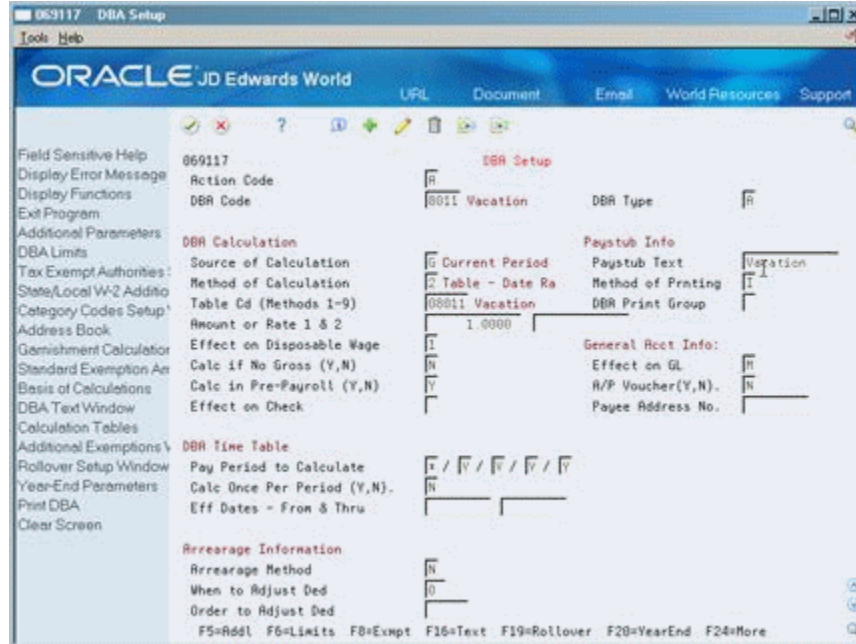 069117 DBA Setup
Tools Help
ORACLE JD Edwards World
URL Document Email World Resources Support
Field Sensitive Help
Display Error Message
Display Functions
Exit Program
Additional Parameters
DBA Limits
Tax Exempt Authorities
State/Local W-2 Additio
Category Codes Setup
Address Book
Garnishment Calculation
Standard Exemption Am
Basis of Calculations
DBA Text Window
Calculation Tables
Additional Exemptions
Rollover Setup Window
Year-End Parameters
Print DBA
Clear Screen
069117 DBA Setup
Action Code A
DBA Code 8011 Vacation DBA Type A
DBA Calculation Paystub Info
Source of Calculation G Current Period Paystub Text Vacation
Method of Calculation 2 Table - Date Ra Method of Prnting I
Table Cd (Methods 1-9) 08011 Vacation DBA Print Group
Amount or Rate 1 & 2 1.0000
Effect on Disposable Wage I General Acct Info:
Calc if No Gross (Y,N) N Effect on GL M
Calc in Pre-Payroll (Y,N) Y A/P Voucher(Y,N). N
Effect on Check Payee Address No.
DBA Time Table
Pay Period to Calculate * / Y / Y / Y / Y
Calc Once Per Period (Y,N). N
Eff Dates - From & Thru
Arrearage Information
Arrearage Method N
When to Adjust Ded 0
Order to Adjust Ded
F5=Addl F6=Limits F8=Exmpt F16=Text F19=Rollover F20=YearEnd F24=More